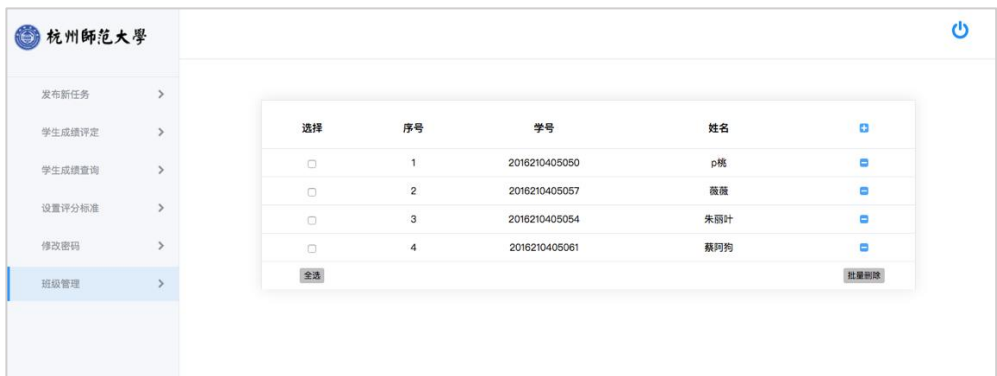 杭州師范大學
发布新任务
学生成绩评定
学生成绩查询
设置评分标准
修改密码
班级管理
选择 序号 学号 姓名
1 2016210405050 p桃
2 2016210405057 薇薇
3 2016210405054 朱丽叶
4 2016210405061 蔡阿狗
全选 批量删除